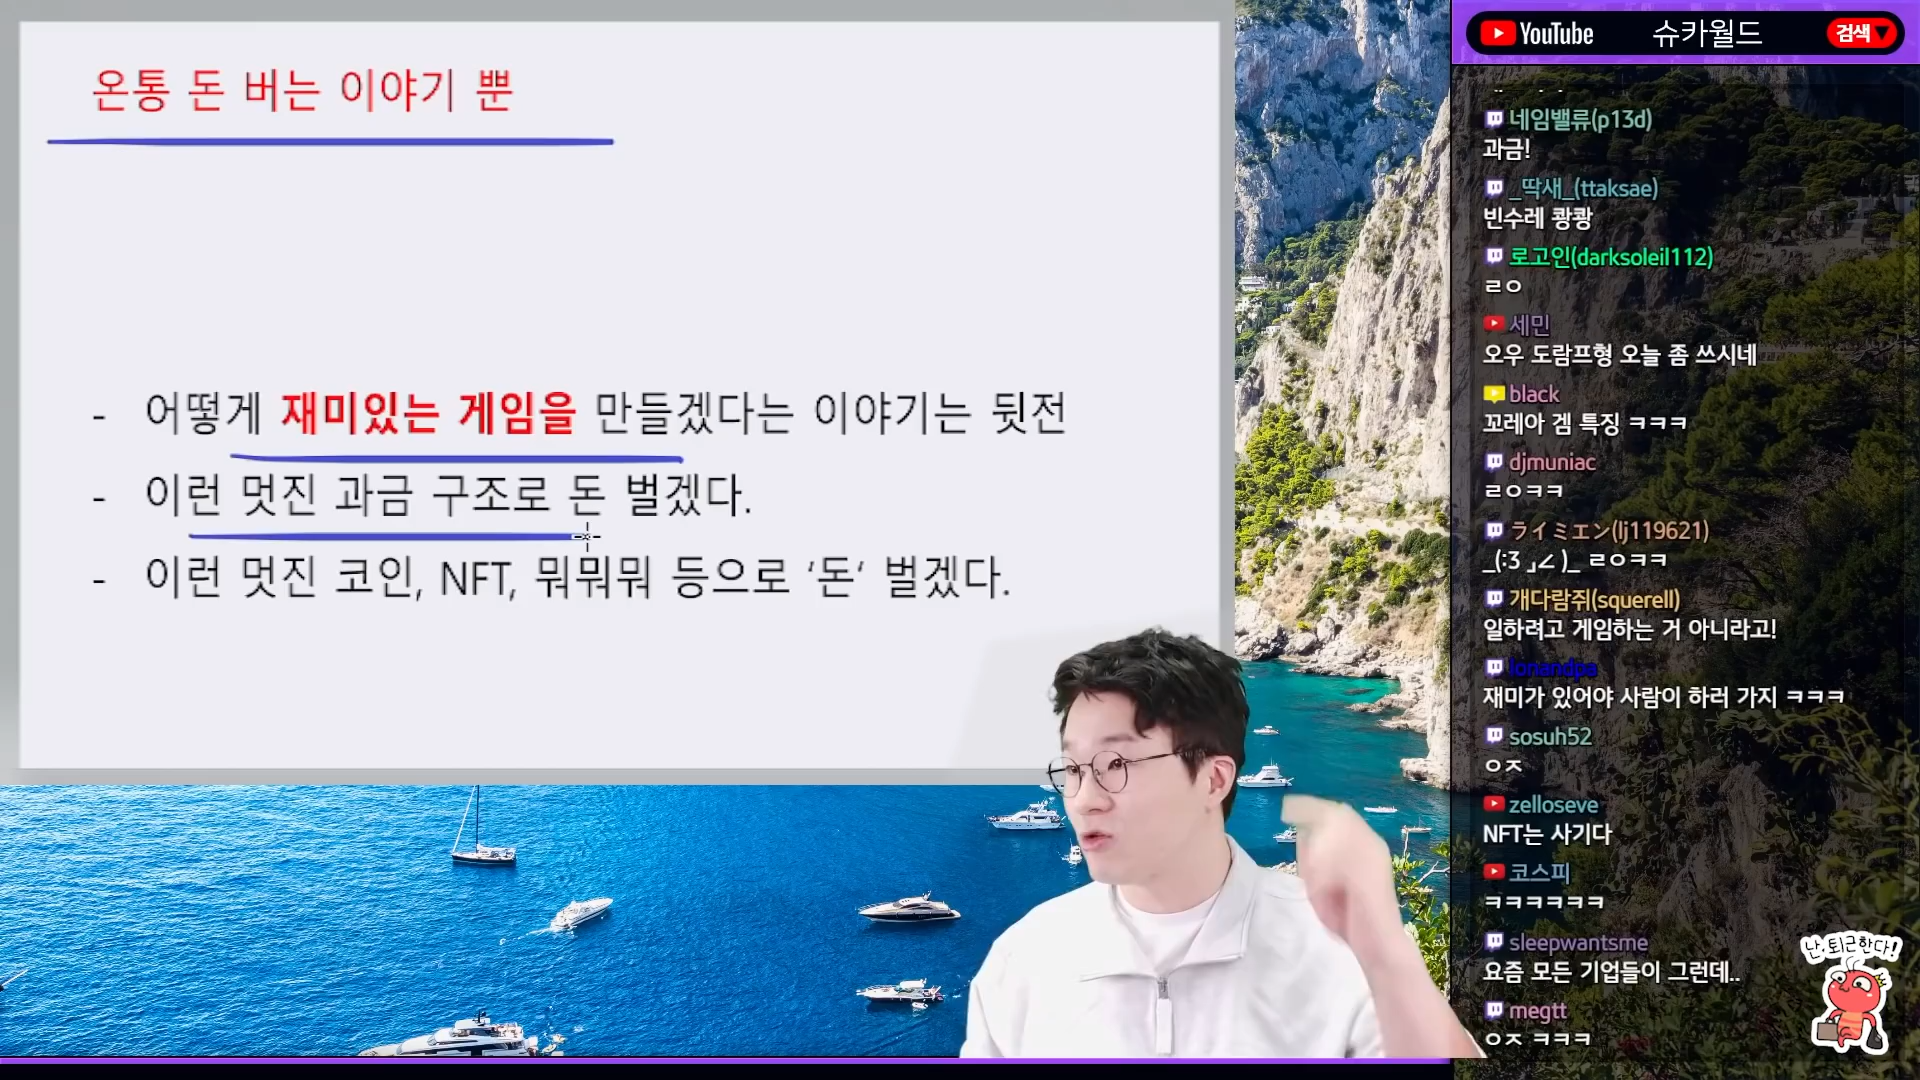 온통 돈 버는 이야기 뿐
- 어떻게 재미있는 게임을 만들겠다는 이야기는 뒷전
- 이런 멋진 과금 구조로 돈 벌겠다.
- 이런 멋진 코인, NFT, 뭐뭐뭐 등으로 ‘돈‘ 벌겠다.
YouTube 슈카월드 검색▼
네임밸류(p13d)
과금!
_딱새_(ttaksae)
빈수레 쾅쾅
로고인(darksoleil112)
ㄹㅇ
세민
오우 도람프형 오늘 좀 쓰시네
black
꼬레아 겜 특징 ㅋㅋㅋ
djmuniac
ㄹㅇㅋㅋ
ライミエン(lj119621)
_(:3 」∠ )_ ㄹㅇㅋㅋ
개다람쥐(squerell)
일하려고 게임하는 거 아니라고!
lonandpa
재미가 있어야 사람이 하러 가지 ㅋㅋㅋ
sosuh52
ㅇㅈ
zelloseve
NFT는 사기다
코스피
ㅋㅋㅋㅋㅋㅋ
sleepwantsme
요즘 모든 기업들이 그런데..
megtt
ㅇㅈ ㅋㅋㅋ
난, 퇴근한다!